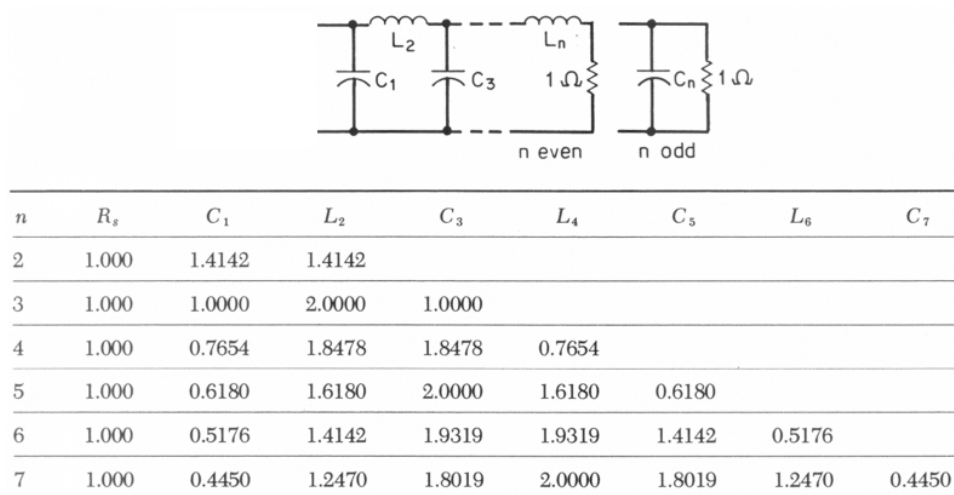 L2 Ln
C1 C3 1Ω Cn 1Ω
n even n odd
n Rs C1 L2 C3 L4 C5 L6 C7
2 1.000 1.4142 1.4142
3 1.000 1.0000 2.0000 1.0000
4 1.000 0.7654 1.8478 1.8478 0.7654
5 1.000 0.6180 1.6180 2.0000 1.6180 0.6180
6 1.000 0.5176 1.4142 1.9319 1.9319 1.4142 0.5176
7 1.000 0.4450 1.2470 1.8019 2.0000 1.8019 1.2470 0.4450